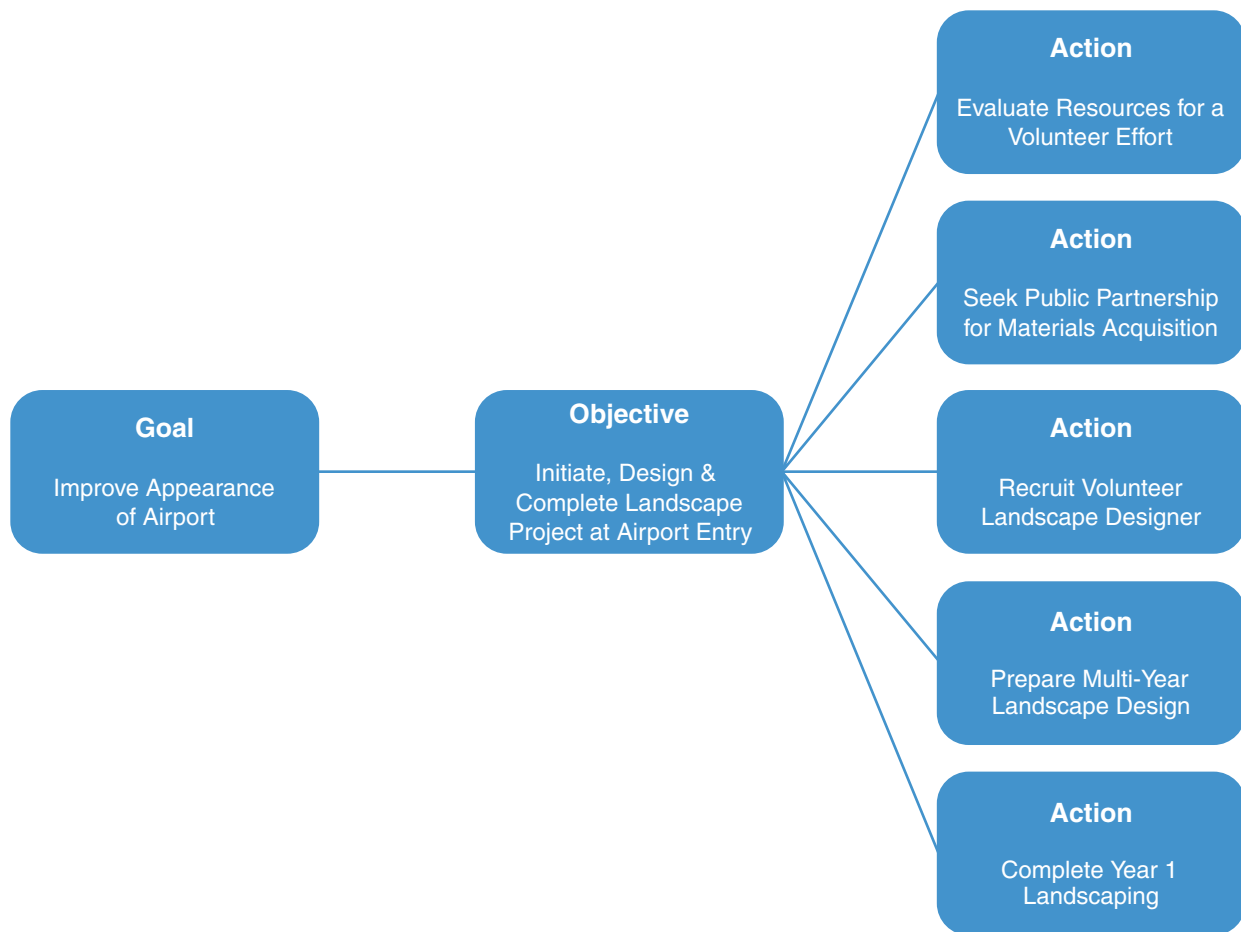 Goal
Improve Appearance
of Airport
Objective
Initiate, Design &
Complete Landscape
Project at Airport Entry
Action
Evaluate Resources for a
Volunteer Effort
Action
Seek Public Partnership
for Materials Acquisition
Action
Recruit Volunteer
Landscape Designer
Action
Prepare Multi-Year
Landscape Design
Action
Complete Year 1
Landscaping